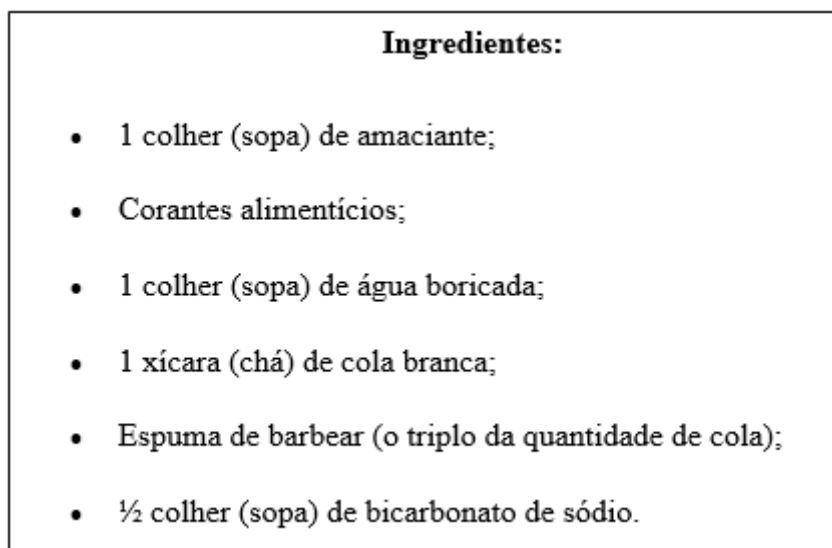 Ingredientes:
• 1 colher (sopa) de amaciante;
• Corantes alimentícios;
• 1 colher (sopa) de água boricada;
• 1 xícara (chá) de cola branca;
• Espuma de barbear (o triplo da quantidade de cola);
• ½ colher (sopa) de bicarbonato de sódio.